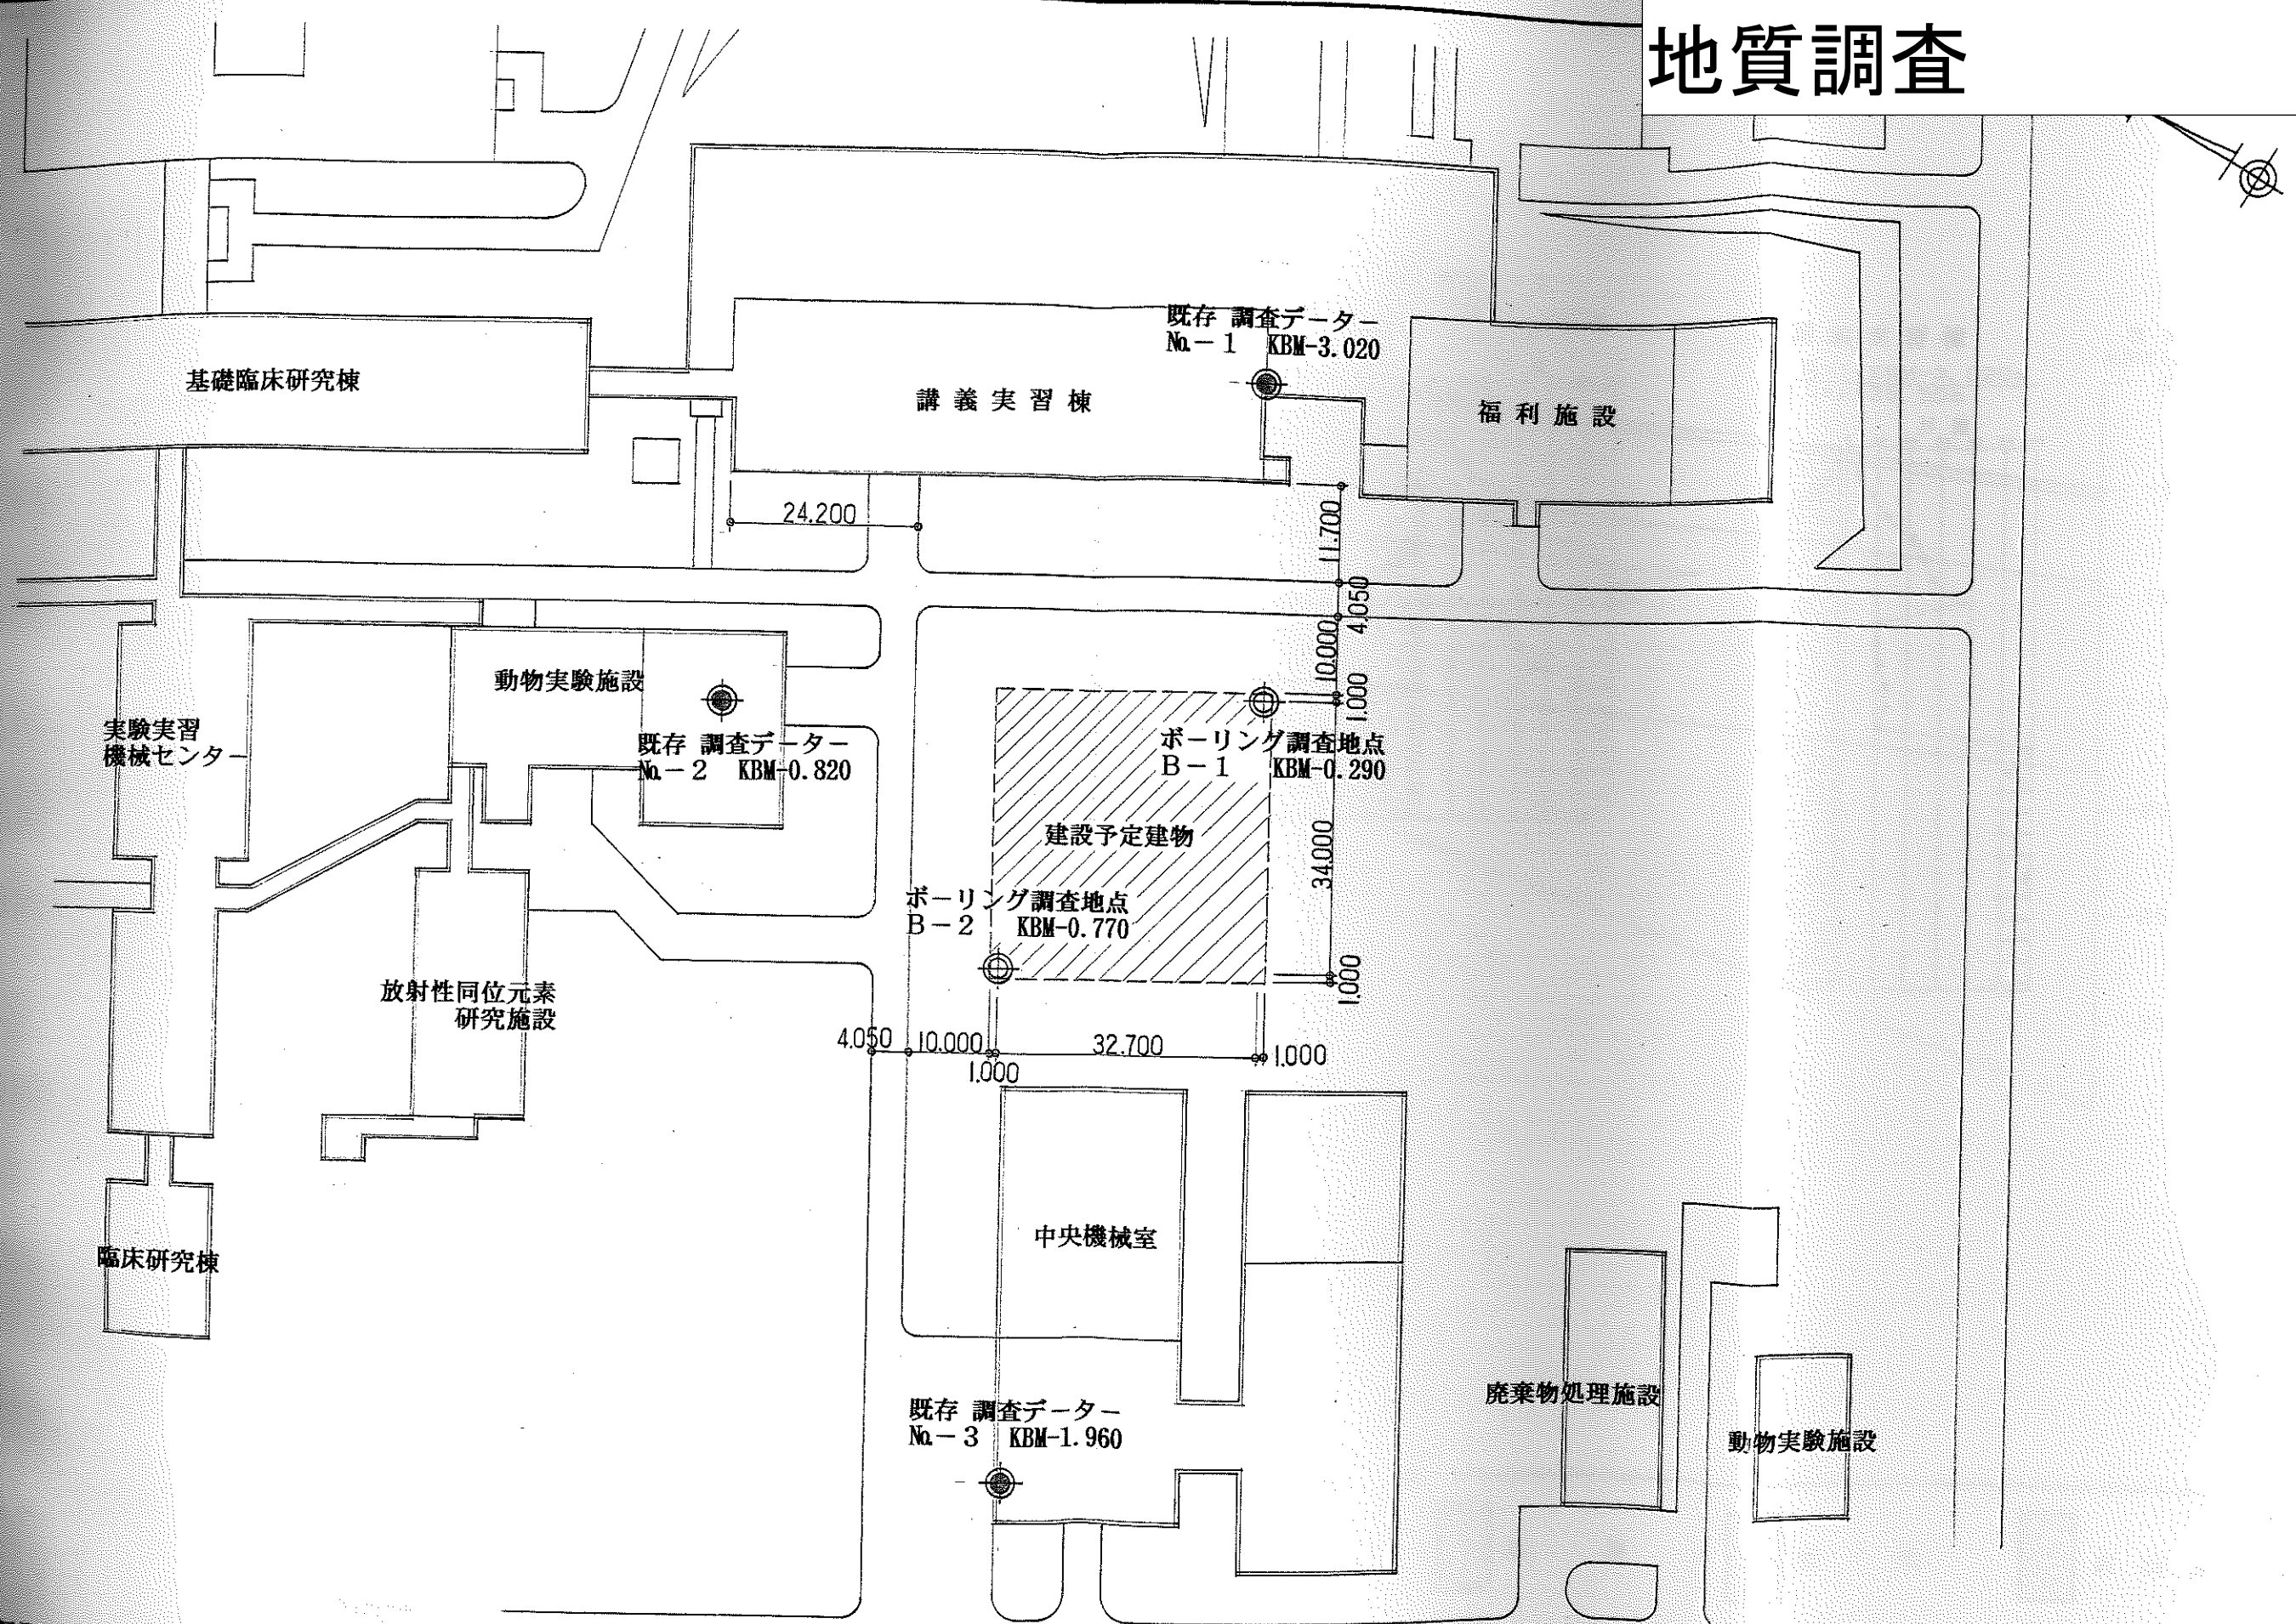 地質調査
既存 調査データー
No.－1 KBM-3.020
基礎臨床研究棟
講義実習棟
福利施設
24.200
11.700
4.050
10.000
1.000
動物実験施設
実験実習
機械センター
既存 調査データー
No.－2 KBM-0.820
ボーリング調査地点
B－1 KBM-0.290
建設予定建物
34.000
ボーリング調査地点
B－2 KBM-0.770
1.000
放射性同位元素
研究施設
4.050 10.000 32.700 1.000
1.000
中央機械室
臨床研究棟
廃棄物処理施設
既存 調査データー
No.－3 KBM-1.960
動物実験施設